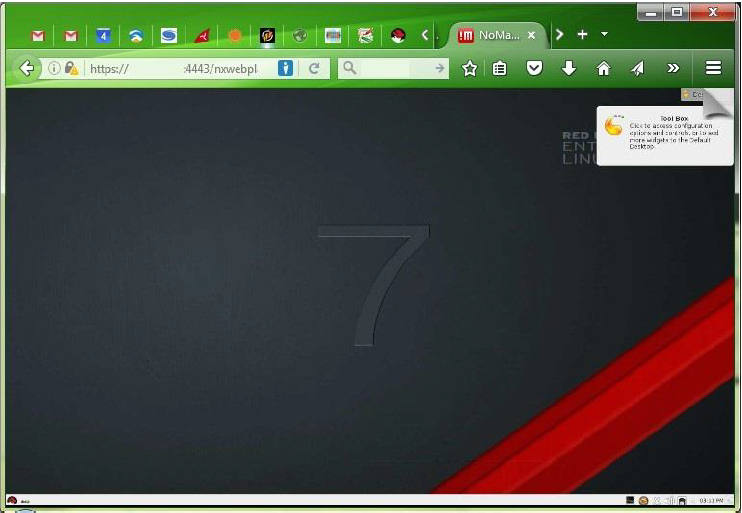 4
NoMa...
https:// :4443/nxwebpl
Tool Box
Click to access configuration
options and controls, or to add
more widgets to the Default
Desktop.
RED
ENT
LINU
7
03:11 PM